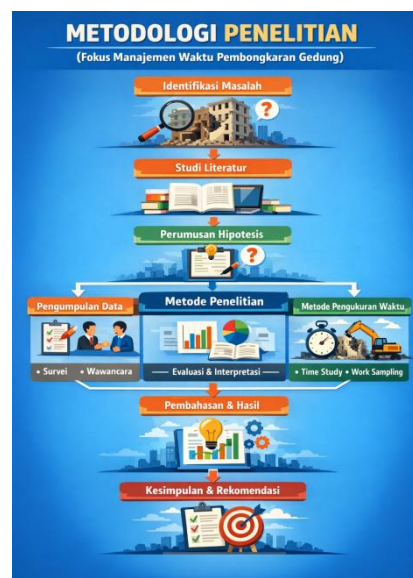 METODOLOGI PENELITIAN
(Fokus Manajemen Waktu Pembongkaran Gedung)
Identifikasi Masalah
?
Studi Literatur
Perumusan Hipotesis
?
Pengumpulan Data
• Survei • Wawancara
Metode Penelitian
Evaluasi & Interpretasi
Metode Pengukuran Waktu
• Time Study • Work Sampling
Pembahasan & Hasil
Kesimpulan & Rekomendasi